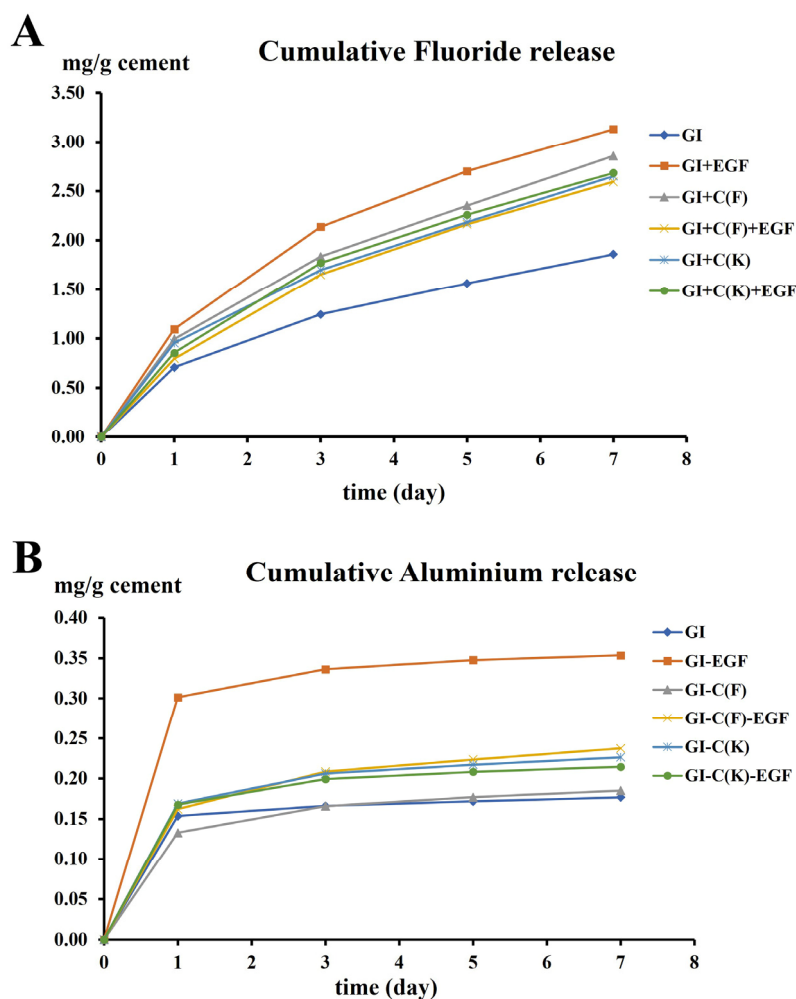 A
Cumulative Fluoride release
mg/g cement
3.50
3.00
2.50
2.00
1.50
1.00
0.50
0.00
0 1 2 3 4 5 6 7 8
time (day)
GI
GI+EGF
GI+C(F)
GI+C(F)+EGF
GI+C(K)
GI+C(K)+EGF
B
Cumulative Aluminium release
mg/g cement
0.40
0.35
0.30
0.25
0.20
0.15
0.10
0.05
0.00
0 1 2 3 4 5 6 7 8
time (day)
GI
GI-EGF
GI-C(F)
GI-C(F)-EGF
GI-C(K)
GI-C(K)-EGF